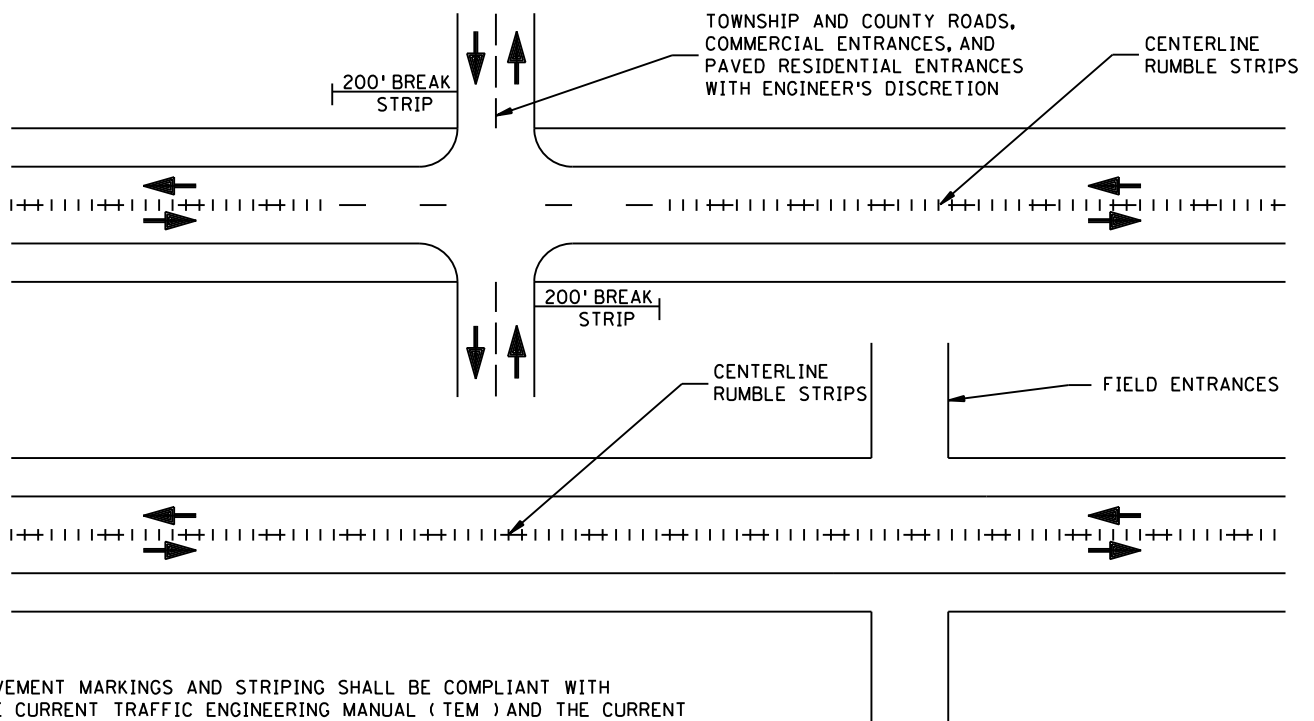 TOWNSHIP AND COUNTY ROADS,
COMMERCIAL ENTRANCES, AND
PAVED RESIDENTIAL ENTRANCES
WITH ENGINEER'S DISCRETION
CENTERLINE
RUMBLE STRIPS
200' BREAK
STRIP
200' BREAK
STRIP
CENTERLINE
RUMBLE STRIPS
FIELD ENTRANCES
VEMENT MARKINGS AND STRIPING SHALL BE COMPLIANT WITH
E CURRENT TRAFFIC ENGINEERING MANUAL (TEM ) AND THE CURRENT